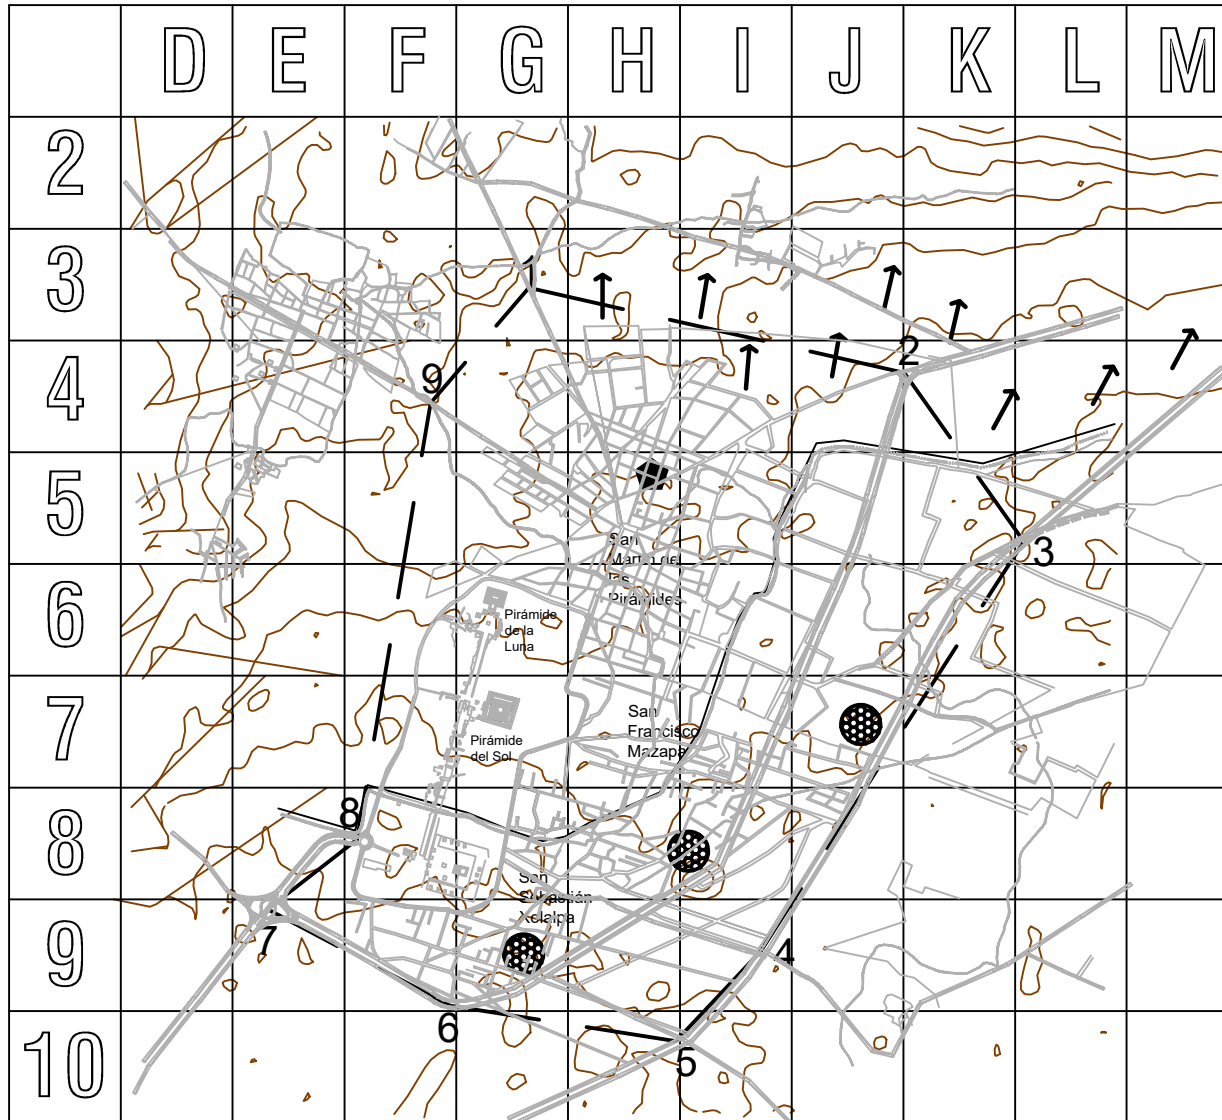 D E F G H I J K L M
2
3
1
4
2
9
5
San
Martín de
las
Pirámides
3
6
Pirámide
de la
Luna
7
San
Francisco
Mazapa
Pirámide
del Sol
8
8
San
Sebastián
Xolalpa
9
7
4
10
6
5